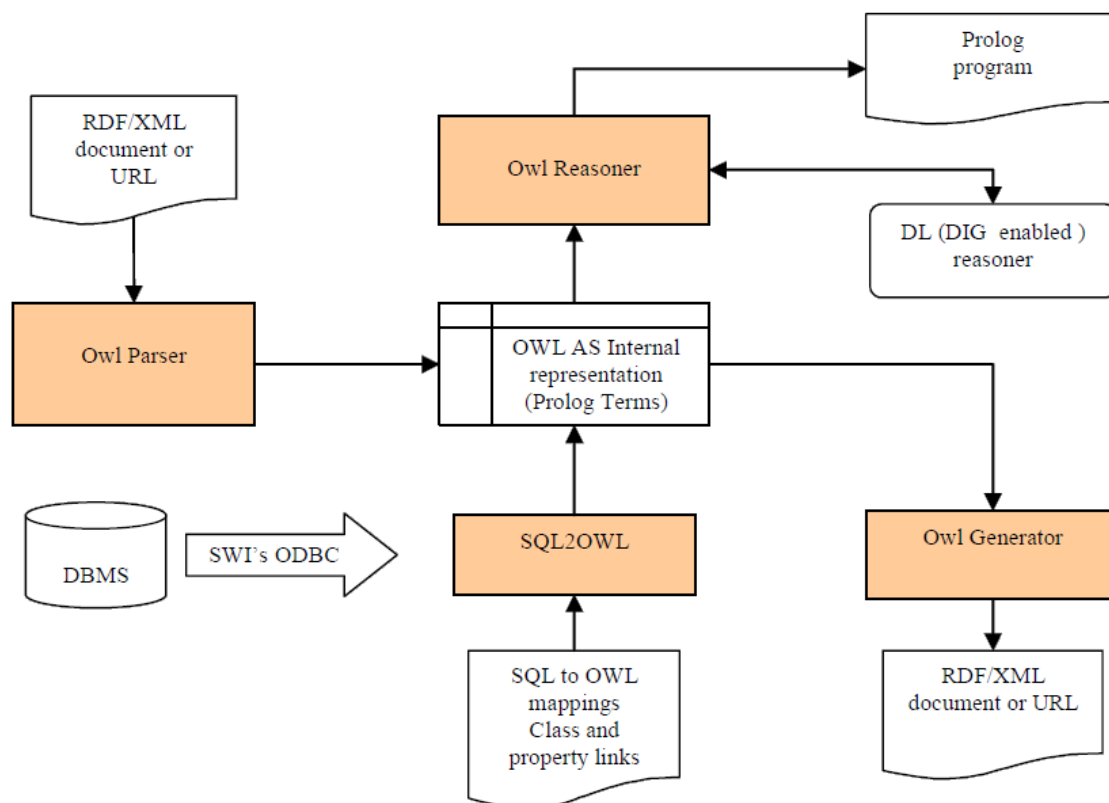 Prolog
program
RDF/XML
document or
URL
Owl Reasoner
DL (DIG enabled )
reasoner
Owl Parser
OWL AS Internal
representation
(Prolog Terms)
DBMS
SWI's ODBC
SQL2OWL
Owl Generator
SQL to OWL
mappings
Class and
property links
RDF/XML
document or URL